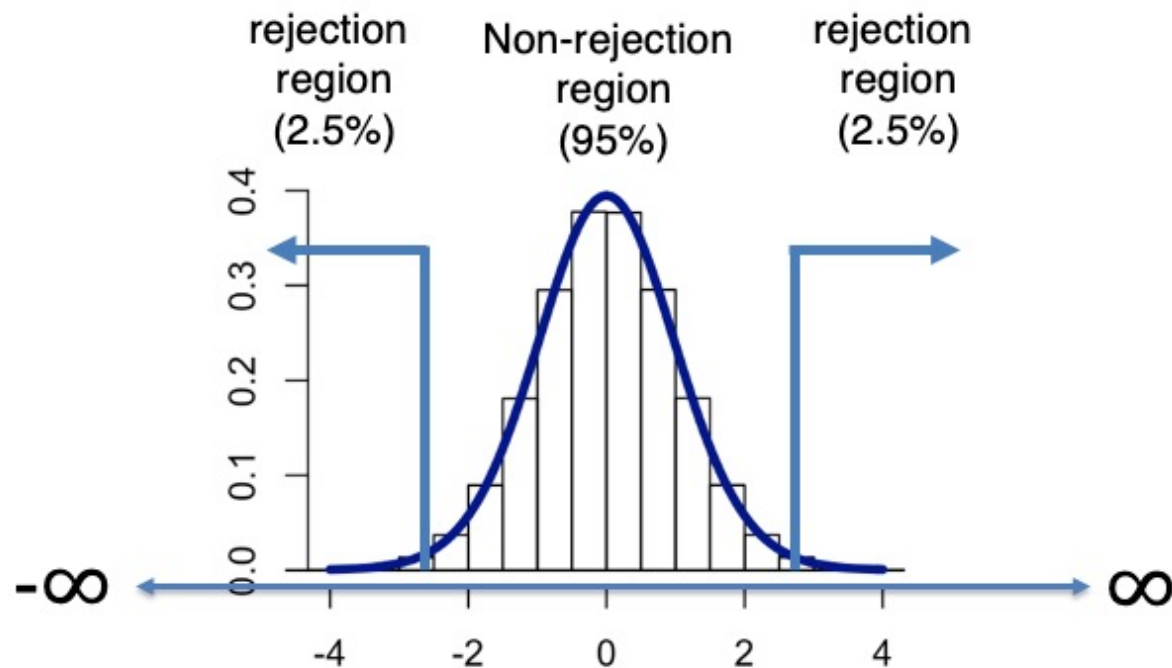 rejection
region
(2.5%)
Non-rejection
region
(95%)
rejection
region
(2.5%)
0.4
0.3
0.2
0.1
0.0
-∞
∞
-4 -2 0 2 4